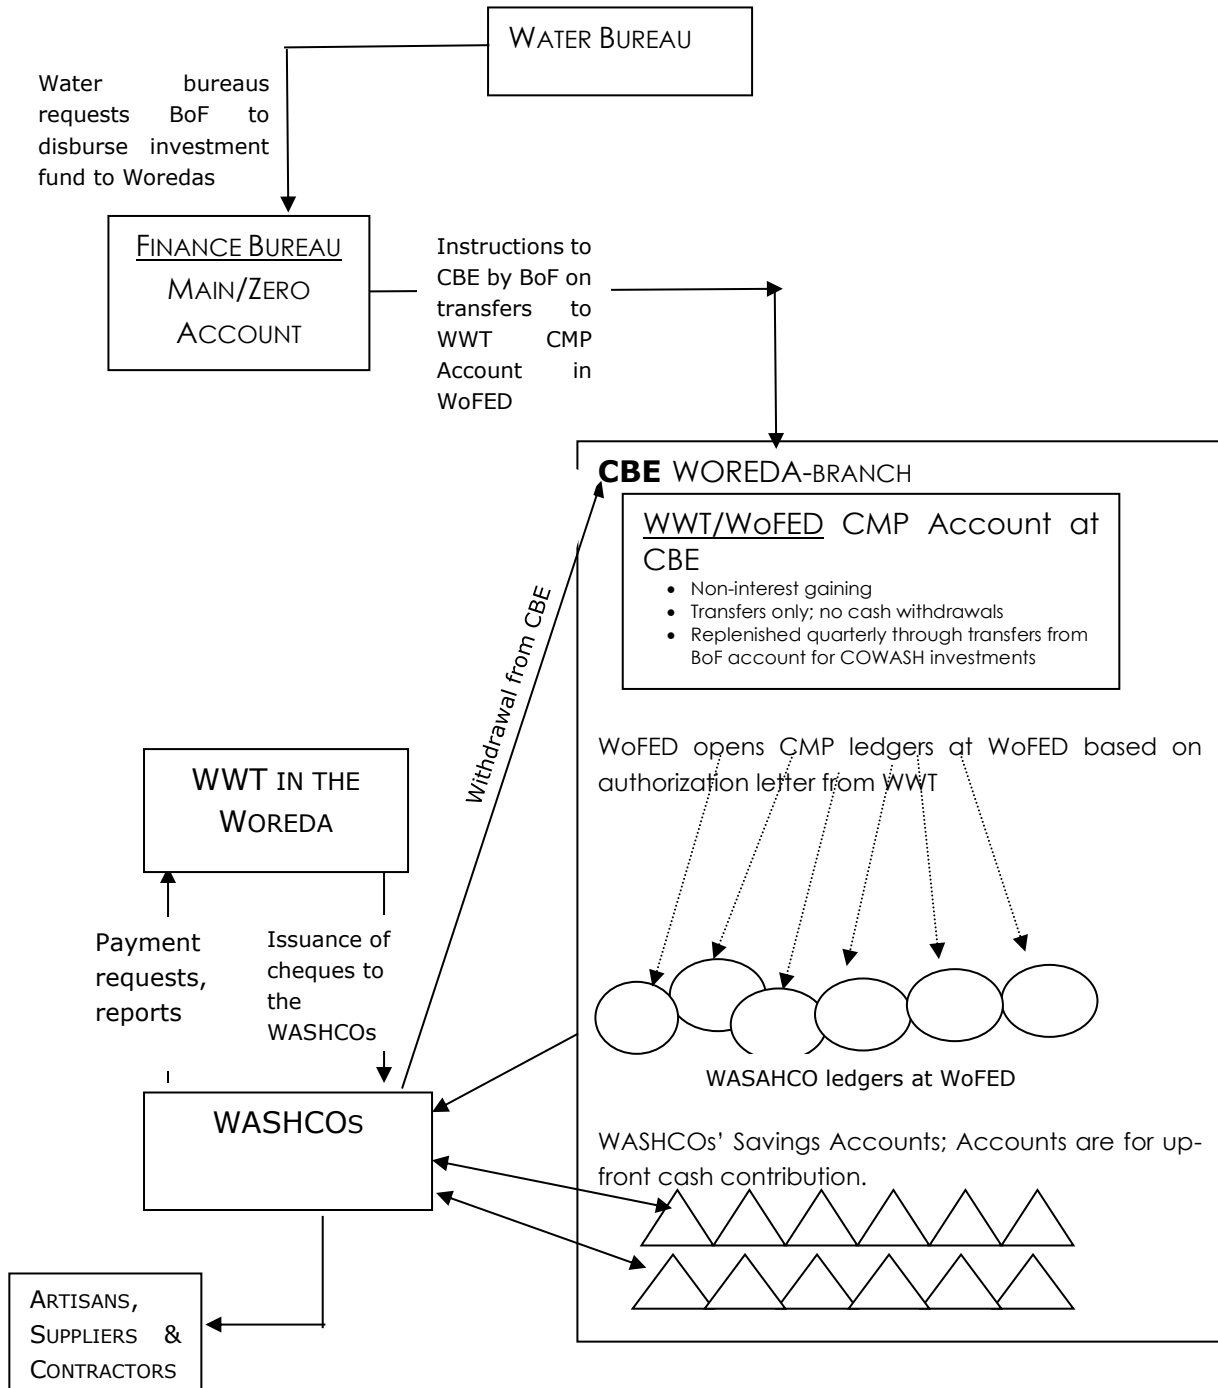 WATER BUREAU
Water bureaus
requests BoF to
disburse investment
fund to Woredas
FINANCE BUREAU
MAIN/ZERO
ACCOUNT
Instructions to
CBE by BoF on
transfers to
WWT CMP
Account in
WoFED
CBE WOREDA-BRANCH
WWT/WOFED CMP Account at
CBE
• Non-interest gaining
• Transfers only; no cash withdrawals
• Replenished quarterly through transfers from
BoF account for COWASH investments
Withdrawal from CBE
WoFED opens CMP ledgers at WoFED based on
authorization letter from WWT
WWT IN THE
WOREDA
Payment
requests,
reports
Issuance of
cheques to
the
WASHCOs
WASAHCO ledgers at WoFED
WASHCOS
WASHCOs’ Savings Accounts; Accounts are for up-
front cash contribution.
ARTISANS,
SUPPLIERS &
CONTRACTORS